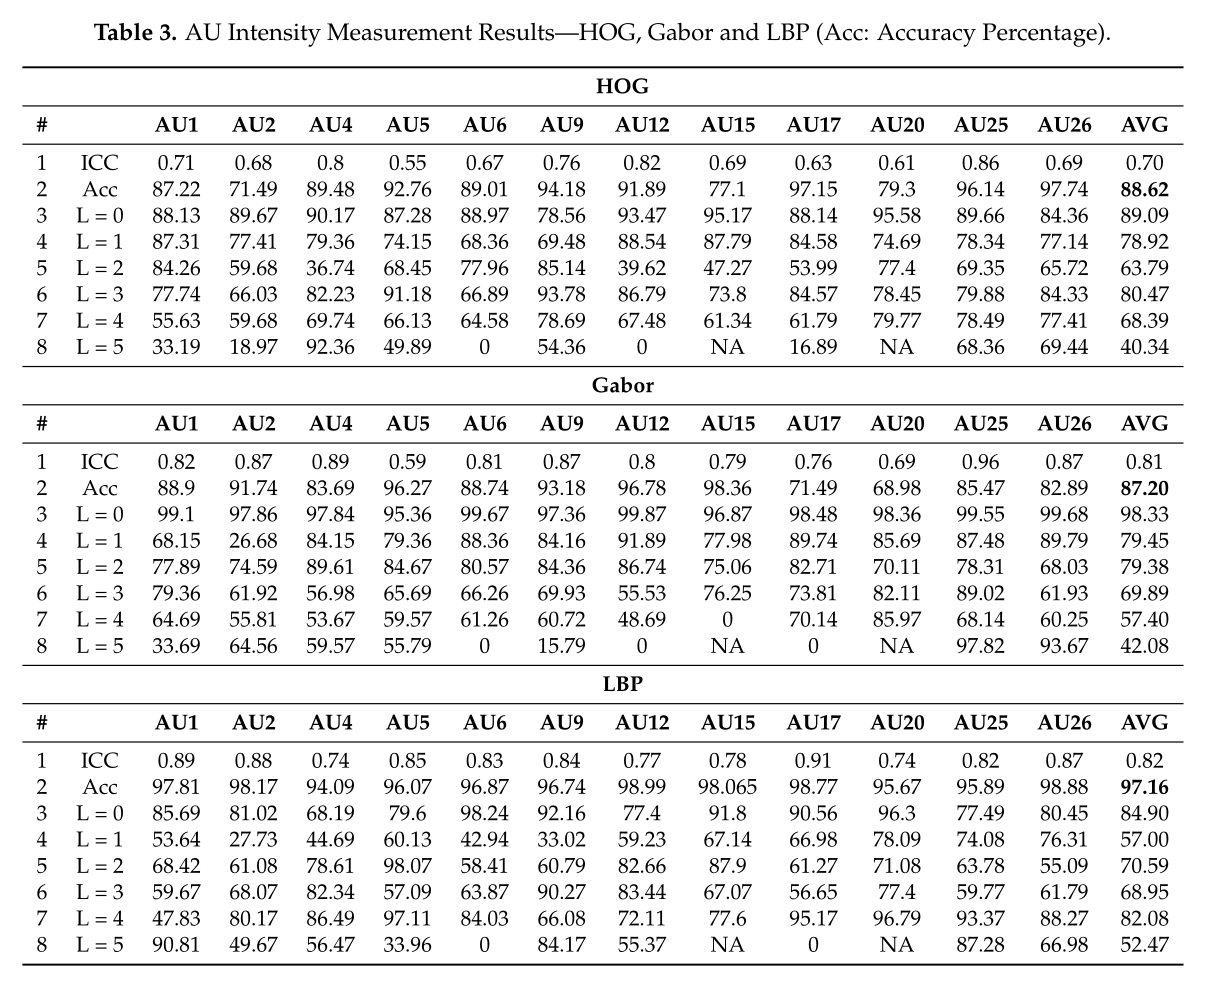 Table 3. AU Intensity Measurement Results—HOG, Gabor and LBP (Acc: Accuracy Percentage).
HOG
# AU1 AU2 AU4 AU5 AU6 AU9 AU12 AU15 AU17 AU20 AU25 AU26 AVG
1 ICC 0.71 0.68 0.8 0.55 0.67 0.76 0.82 0.69 0.63 0.61 0.86 0.69 0.70
2 Acc 87.22 71.49 89.48 92.76 89.01 94.18 91.89 77.1 97.15 79.3 96.14 97.74 88.62
3 L = 0 88.13 89.67 90.17 87.28 88.97 78.56 93.47 95.17 88.14 95.58 89.66 84.36 89.09
4 L = 1 87.31 77.41 79.36 74.15 68.36 69.48 88.54 87.79 84.58 74.69 78.34 77.14 78.92
5 L = 2 84.26 59.68 36.74 68.45 77.96 85.14 39.62 47.27 53.99 77.4 69.35 65.72 63.79
6 L = 3 77.74 66.03 82.23 91.18 66.89 93.78 86.79 73.8 84.57 78.45 79.88 84.33 80.47
7 L = 4 55.63 59.68 69.74 66.13 64.58 78.69 67.48 61.34 61.79 79.77 78.49 77.41 68.39
8 L = 5 33.19 18.97 92.36 49.89 0 54.36 0 NA 16.89 NA 68.36 69.44 40.34
Gabor
# AU1 AU2 AU4 AU5 AU6 AU9 AU12 AU15 AU17 AU20 AU25 AU26 AVG
1 ICC 0.82 0.87 0.89 0.59 0.81 0.87 0.8 0.79 0.76 0.69 0.96 0.87 0.81
2 Acc 88.9 91.74 83.69 96.27 88.74 93.18 96.78 98.36 71.49 68.98 85.47 82.89 87.20
3 L = 0 99.1 97.86 97.84 95.36 99.67 97.36 99.87 96.87 98.48 98.36 99.55 99.68 98.33
4 L = 1 68.15 26.68 84.15 79.36 88.36 84.16 91.89 77.98 89.74 85.69 87.48 89.79 79.45
5 L = 2 77.89 74.59 89.61 84.67 80.57 84.36 86.74 75.06 82.71 70.11 78.31 68.03 79.38
6 L = 3 79.36 61.92 56.98 65.69 66.26 69.93 55.53 76.25 73.81 82.11 89.02 61.93 69.89
7 L = 4 64.69 55.81 53.67 59.57 61.26 60.72 48.69 0 70.14 85.97 68.14 60.25 57.40
8 L = 5 33.69 64.56 59.57 55.79 0 15.79 0 NA 0 NA 97.82 93.67 42.08
LBP
# AU1 AU2 AU4 AU5 AU6 AU9 AU12 AU15 AU17 AU20 AU25 AU26 AVG
1 ICC 0.89 0.88 0.74 0.85 0.83 0.84 0.77 0.78 0.91 0.74 0.82 0.87 0.82
2 Acc 97.81 98.17 94.09 96.07 96.87 96.74 98.99 98.065 98.77 95.67 95.89 98.88 97.16
3 L = 0 85.69 81.02 68.19 79.6 98.24 92.16 77.4 91.8 90.56 96.3 77.49 80.45 84.90
4 L = 1 53.64 27.73 44.69 60.13 42.94 33.02 59.23 67.14 66.98 78.09 74.08 76.31 57.00
5 L = 2 68.42 61.08 78.61 98.07 58.41 60.79 82.66 87.9 61.27 71.08 63.78 55.09 70.59
6 L = 3 59.67 68.07 82.34 57.09 63.87 90.27 83.44 67.07 56.65 77.4 59.77 61.79 68.95
7 L = 4 47.83 80.17 86.49 97.11 84.03 66.08 72.11 77.6 95.17 96.79 93.37 88.27 82.08
8 L = 5 90.81 49.67 56.47 33.96 0 84.17 55.37 NA 0 NA 87.28 66.98 52.47